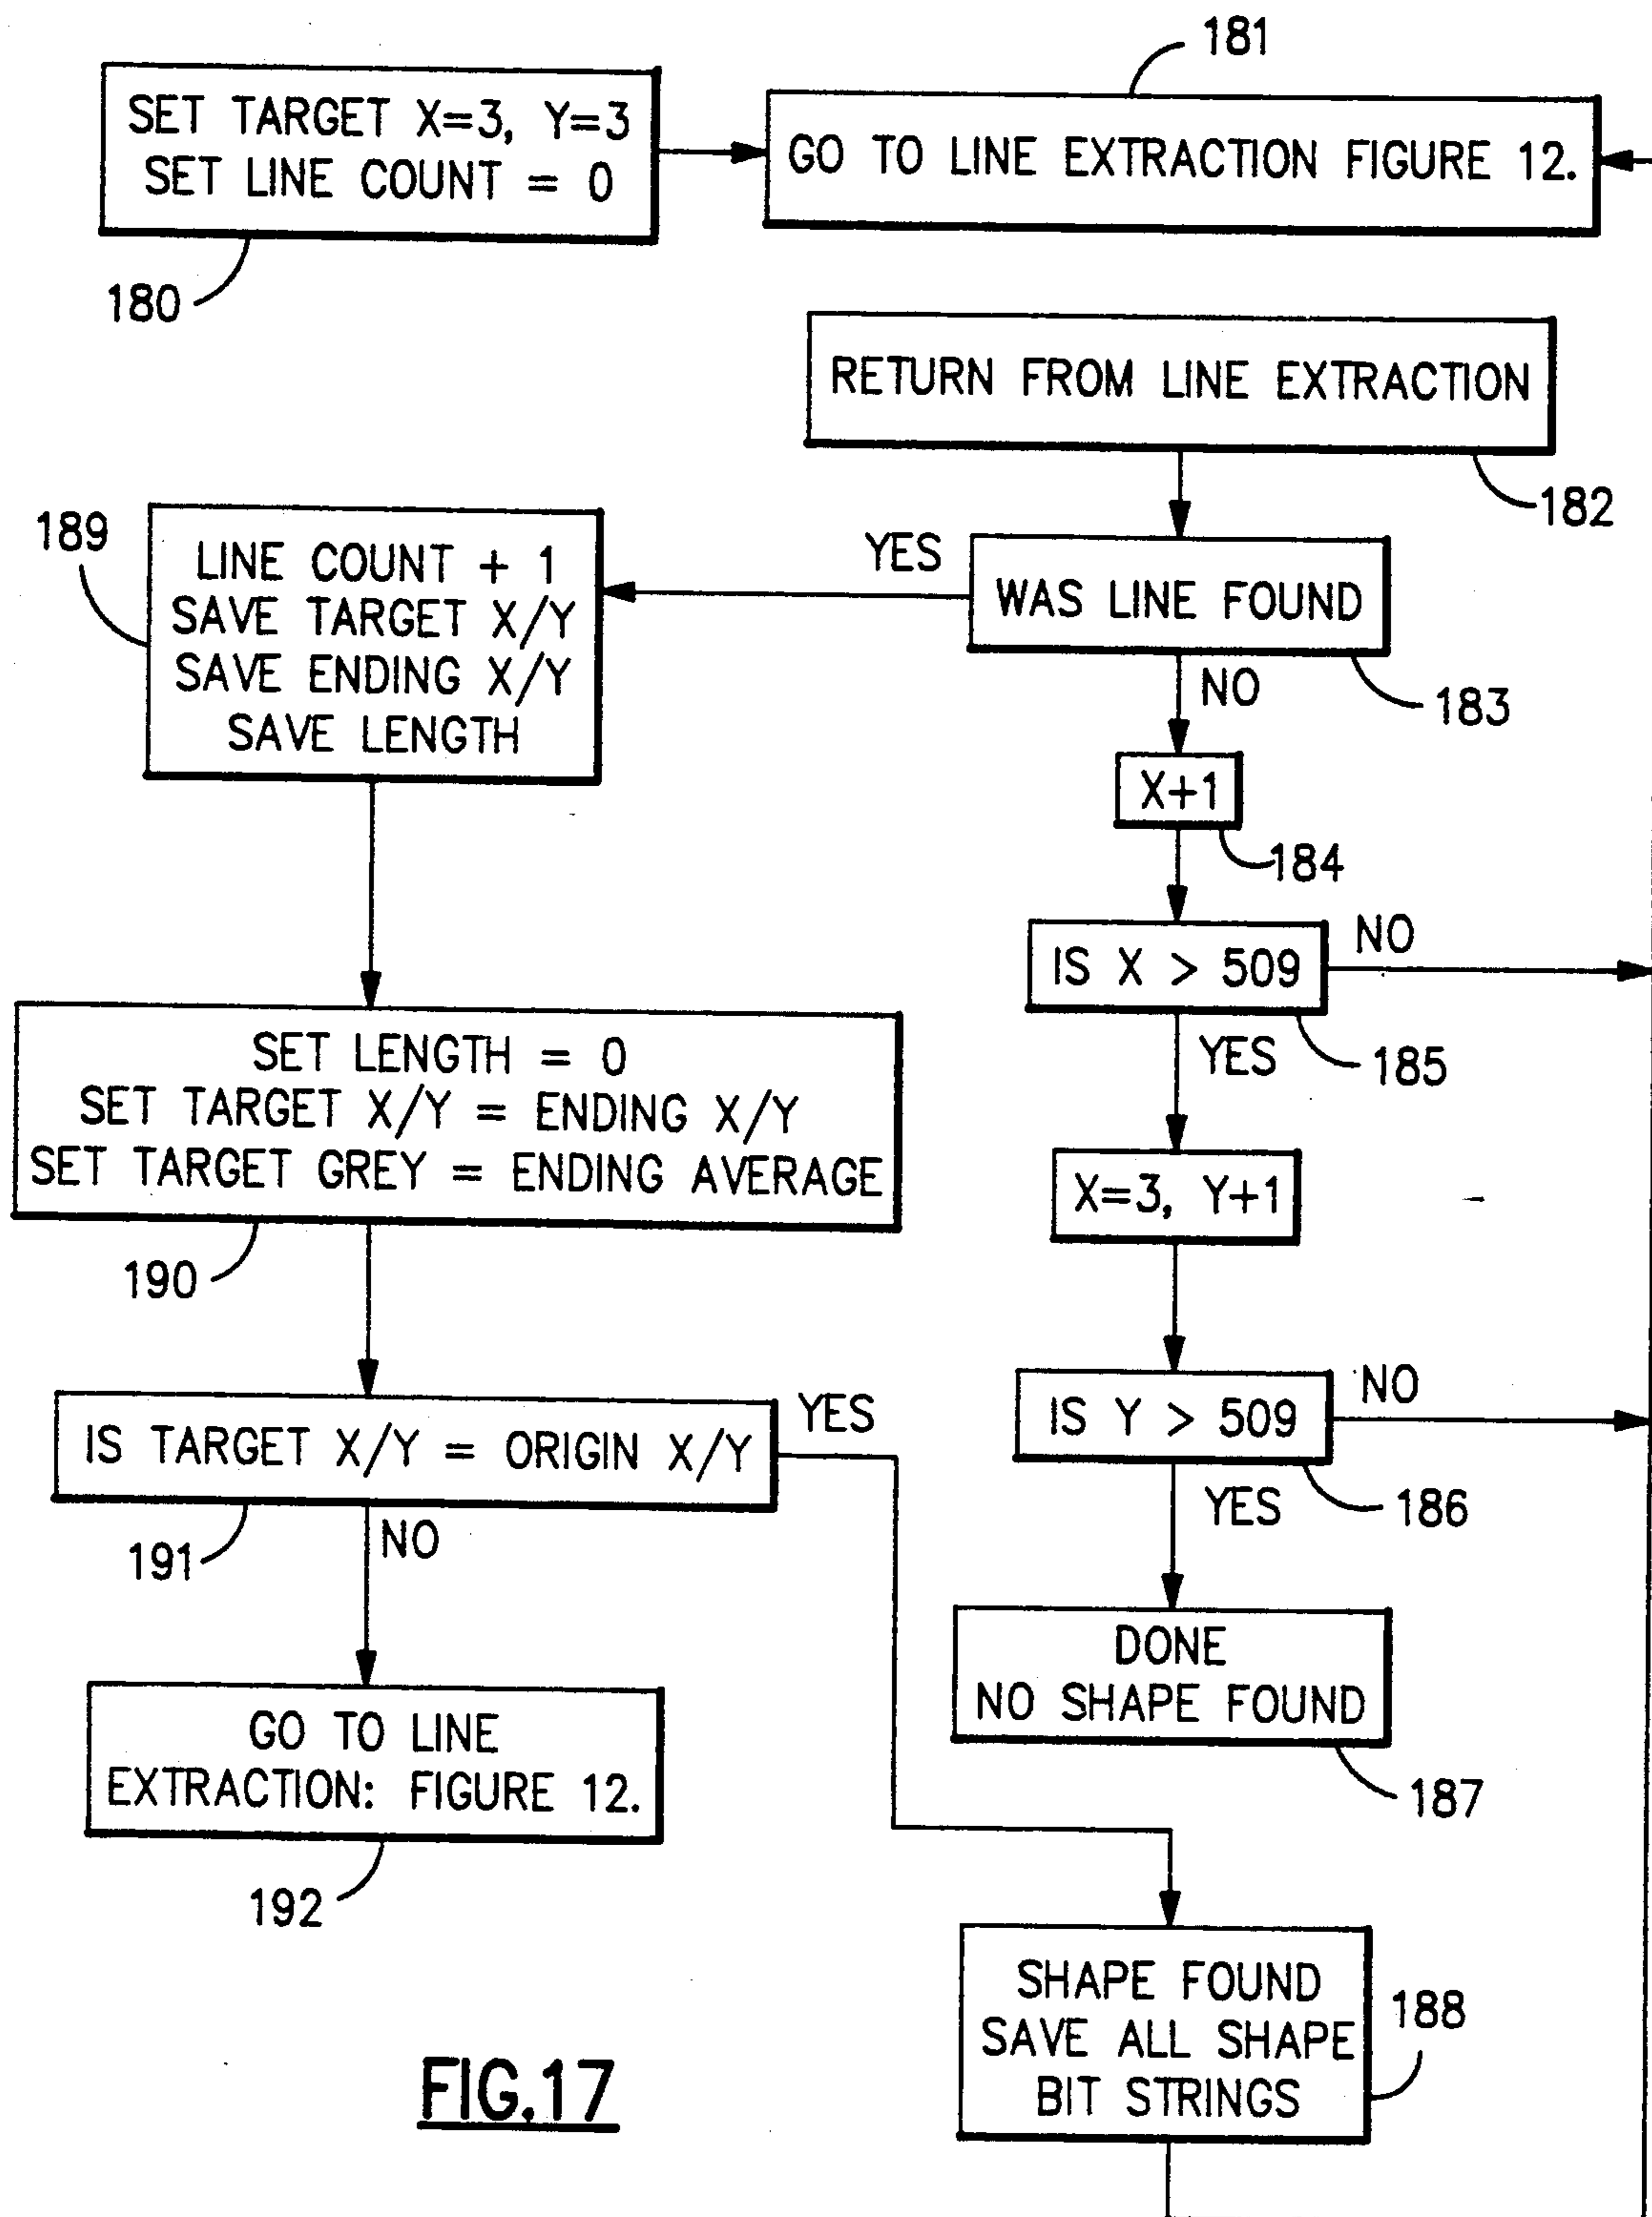 181
SET TARGET X=3, Y=3
SET LINE COUNT = 0
GO TO LINE EXTRACTION FIGURE 12.
180
RETURN FROM LINE EXTRACTION
182
189
LINE COUNT + 1
SAVE TARGET X/Y
SAVE ENDING X/Y
SAVE LENGTH
YES
WAS LINE FOUND
NO
183
X+1
184
IS X > 509
NO
YES
185
SET LENGTH = 0
SET TARGET X/Y = ENDING X/Y
SET TARGET GREY = ENDING AVERAGE
190
X=3, Y+1
IS TARGET X/Y = ORIGIN X/Y
YES
NO
191
IS Y > 509
NO
YES
186
GO TO LINE
EXTRACTION: FIGURE 12.
192
DONE
NO SHAPE FOUND
187
SHAPE FOUND
SAVE ALL SHAPE
BIT STRINGS
188
FIG.17